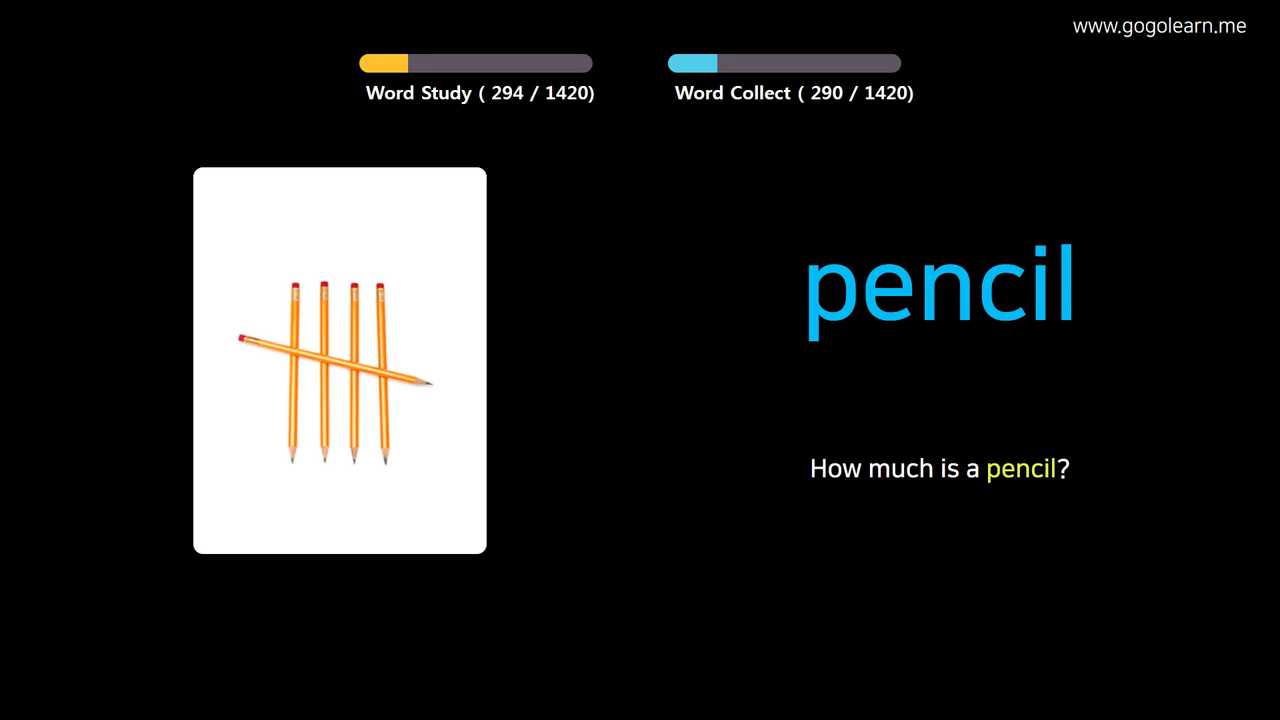 www.gogolearn.me
Word Study ( 294 / 1420)
Word Collect ( 290 / 1420)
pencil
How much is a pencil?